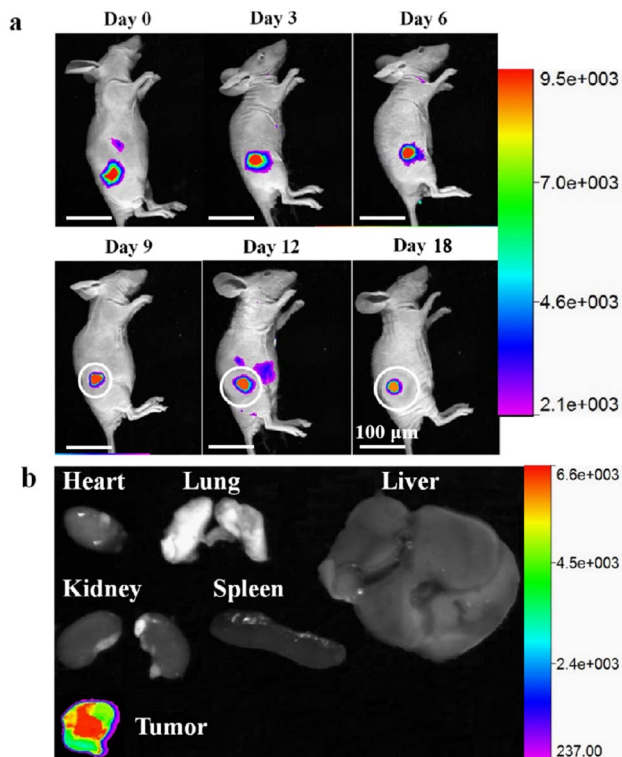 a
Day 0
Day 3
Day 6
9.5e+003
7.0e+003
4.6e+003
2.1e+003
Day 9
Day 12
Day 18
100 μm
b
Heart
Lung
Liver
6.6e+003
4.5e+003
2.4e+003
237.00
Kidney
Spleen
Tumor